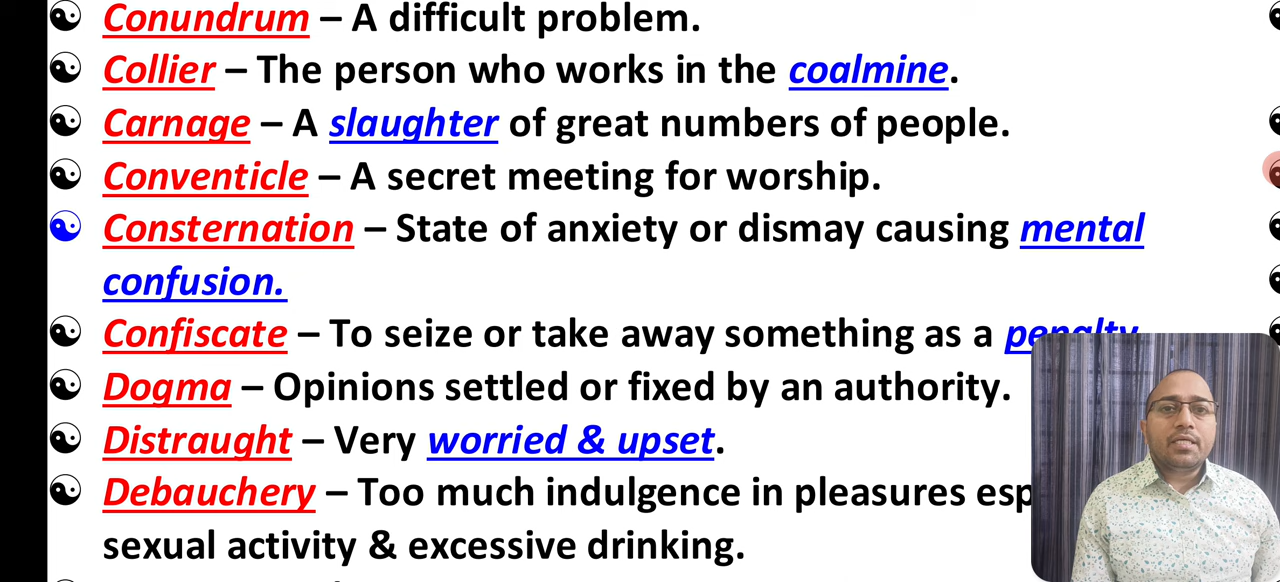 Conundrum – A difficult problem.
Collier – The person who works in the coalmine.
Carnage – A slaughter of great numbers of people.
Conventicle – A secret meeting for worship.
Consternation – State of anxiety or dismay causing mental
confusion.
Confiscate – To seize or take away something as a penalty
Dogma – Opinions settled or fixed by an authority.
Distraught – Very worried & upset.
Debauchery – Too much indulgence in pleasures esp
sexual activity & excessive drinking.